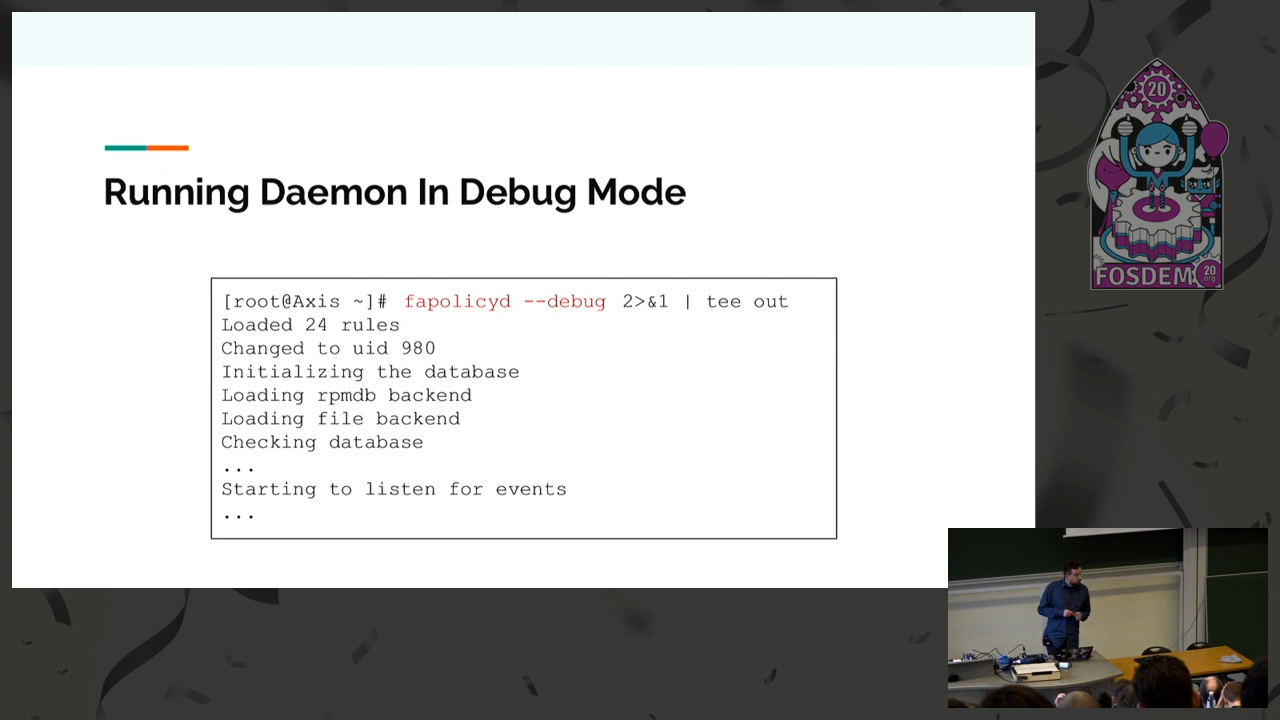 Running Daemon In Debug Mode
[root@Axis ~]# fapolicyd --debug 2>&1 | tee out
Loaded 24 rules
Changed to uid 980
Initializing the database
Loading rpmdb backend
Loading file backend
Checking database
...
Starting to listen for events
...
20
FOSDEM
20
.org